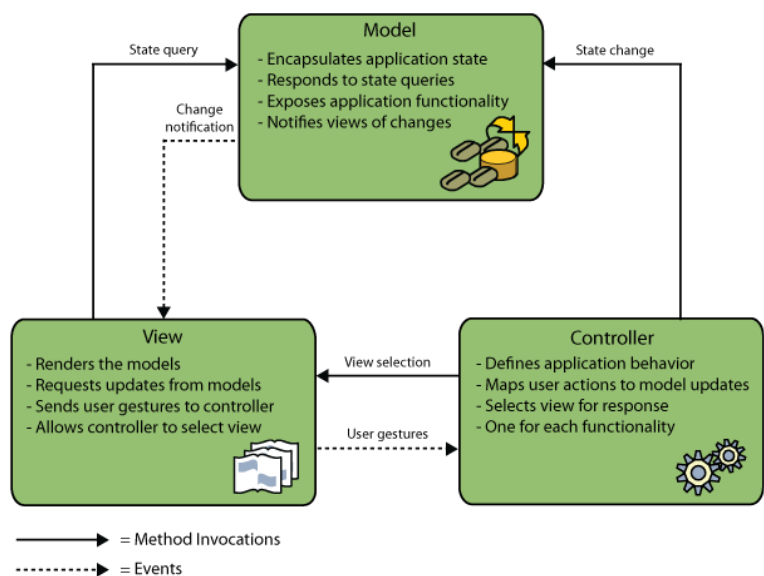 State query
Model
- Encapsulates application state
- Responds to state queries
- Exposes application functionality
- Notifies views of changes
State change
Change
notification
View
- Renders the models
- Requests updates from models
- Sends user gestures to controller
- Allows controller to select view
View selection
User gestures
Controller
- Defines application behavior
- Maps user actions to model updates
- Selects view for response
- One for each functionality
= Method Invocations
= Events